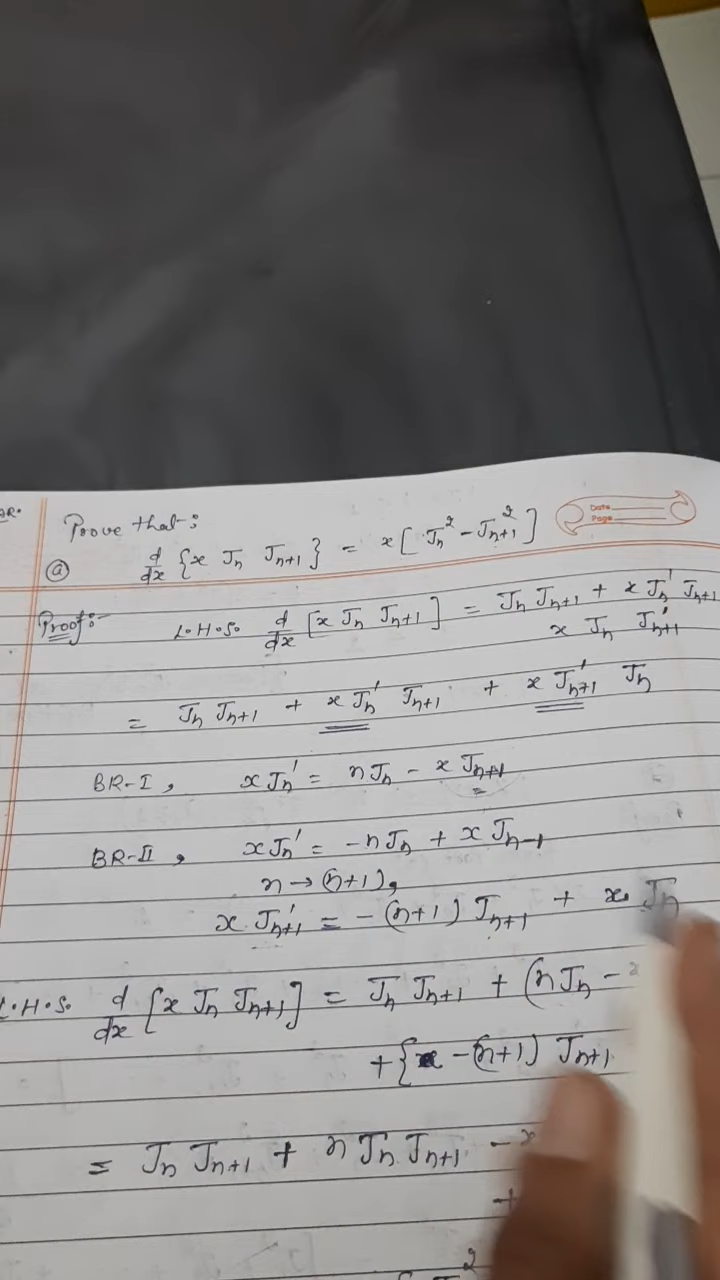 Prove that :
Date
Page
ⓐ d/dx {x Jₙ Jₙ₊₁} = x[Jₙ² - Jₙ₊₁²]
Proof :- L.H.S. d/dx [x Jₙ Jₙ₊₁] = Jₙ Jₙ₊₁ + x Jₙ' Jₙ₊₁
x Jₙ Jₙ₊₁'
= Jₙ Jₙ₊₁ + x Jₙ' Jₙ₊₁ + x Jₙ₊₁' Jₙ
BR-I, x Jₙ' = n Jₙ - x Jₙ₊₁
BR-II, x Jₙ' = -n Jₙ + x Jₙ₋₁
n → (n+1),
x Jₙ₊₁' = -(n+1) Jₙ₊₁ + x Jₙ
L.H.S. d/dx [x Jₙ Jₙ₊₁] = Jₙ Jₙ₊₁ + (n Jₙ -
+{ -(n+1) Jₙ₊₁
= Jₙ Jₙ₊₁ + n Jₙ Jₙ₊₁ - x
+